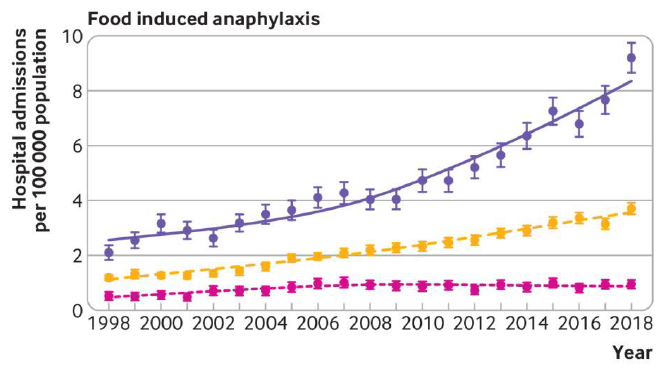 Food induced anaphylaxis
Hospital admissions
per 100 000 population
10
8
6
4
2
0
1998 2000 2002 2004 2006 2008 2010 2012 2014 2016 2018
Year